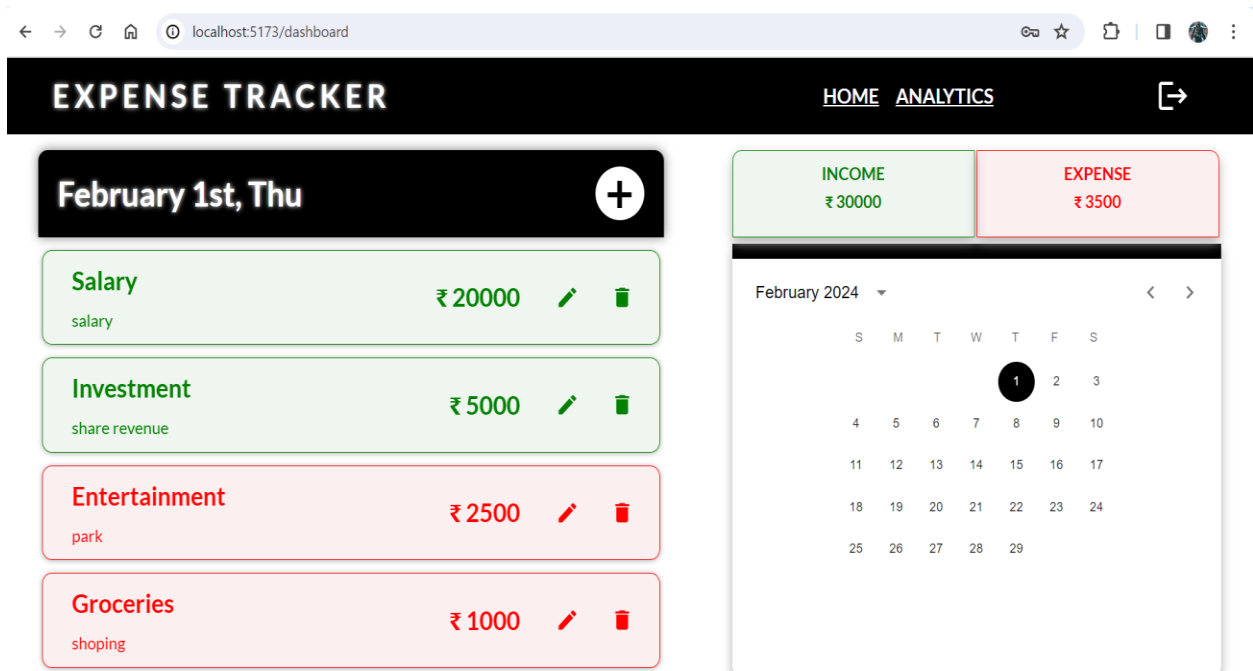 localhost:5173/dashboard
EXPENSE TRACKER
HOME ANALYTICS
February 1st, Thu
INCOME
₹ 30000
EXPENSE
₹ 3500
Salary
salary
₹ 20000
Investment
share revenue
₹ 5000
Entertainment
park
₹ 2500
Groceries
shoping
₹ 1000
February 2024
S M T W T F S
1 2 3
4 5 6 7 8 9 10
11 12 13 14 15 16 17
18 19 20 21 22 23 24
25 26 27 28 29